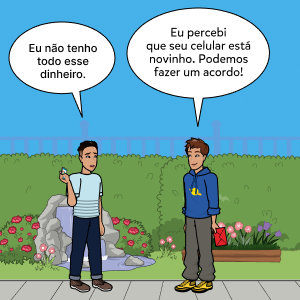 Eu não tenho
todo esse
dinheiro.
Eu percebi
que seu celular está
novinho. Podemos
fazer um acordo!